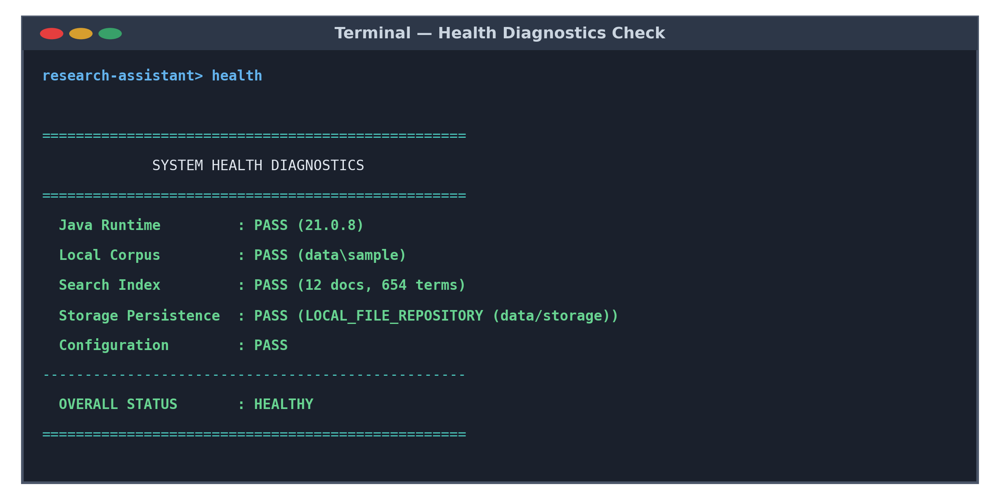 Terminal — Health Diagnostics Check
research-assistant> health
==================================================
SYSTEM HEALTH DIAGNOSTICS
==================================================
Java Runtime         : PASS (21.0.8)
Local Corpus         : PASS (data\sample)
Search Index         : PASS (12 docs, 654 terms)
Storage Persistence  : PASS (LOCAL_FILE_REPOSITORY (data/storage))
Configuration        : PASS
--------------------------------------------------
OVERALL STATUS       : HEALTHY
==================================================